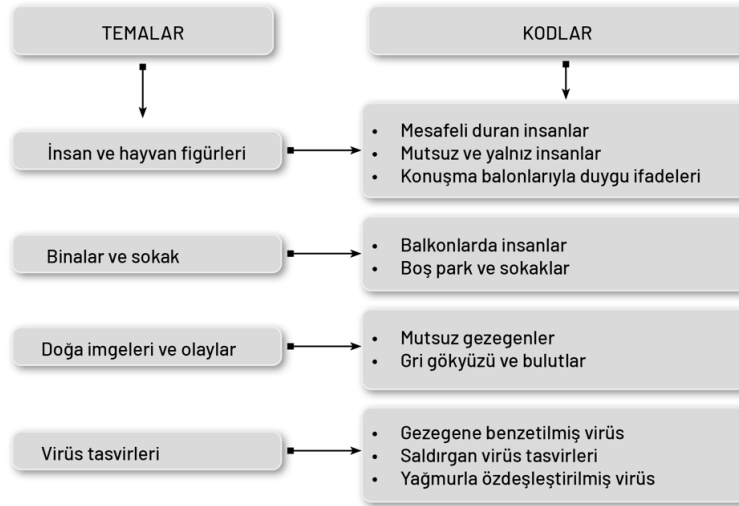 TEMALAR
KODLAR
İnsan ve hayvan figürleri
• Mesafeli duran insanlar
• Mutsuz ve yalnız insanlar
• Konuşma balonlarıyla duygu ifadeleri
Binalar ve sokak
• Balkonlarda insanlar
• Boş park ve sokaklar
Doğa imgeleri ve olaylar
• Mutsuz gezegenler
• Gri gökyüzü ve bulutlar
Virüs tasvirleri
• Gezegene benzetilmiş virüs
• Saldırgan virüs tasvirleri
• Yağmurla özdeşleştirilmiş virüs